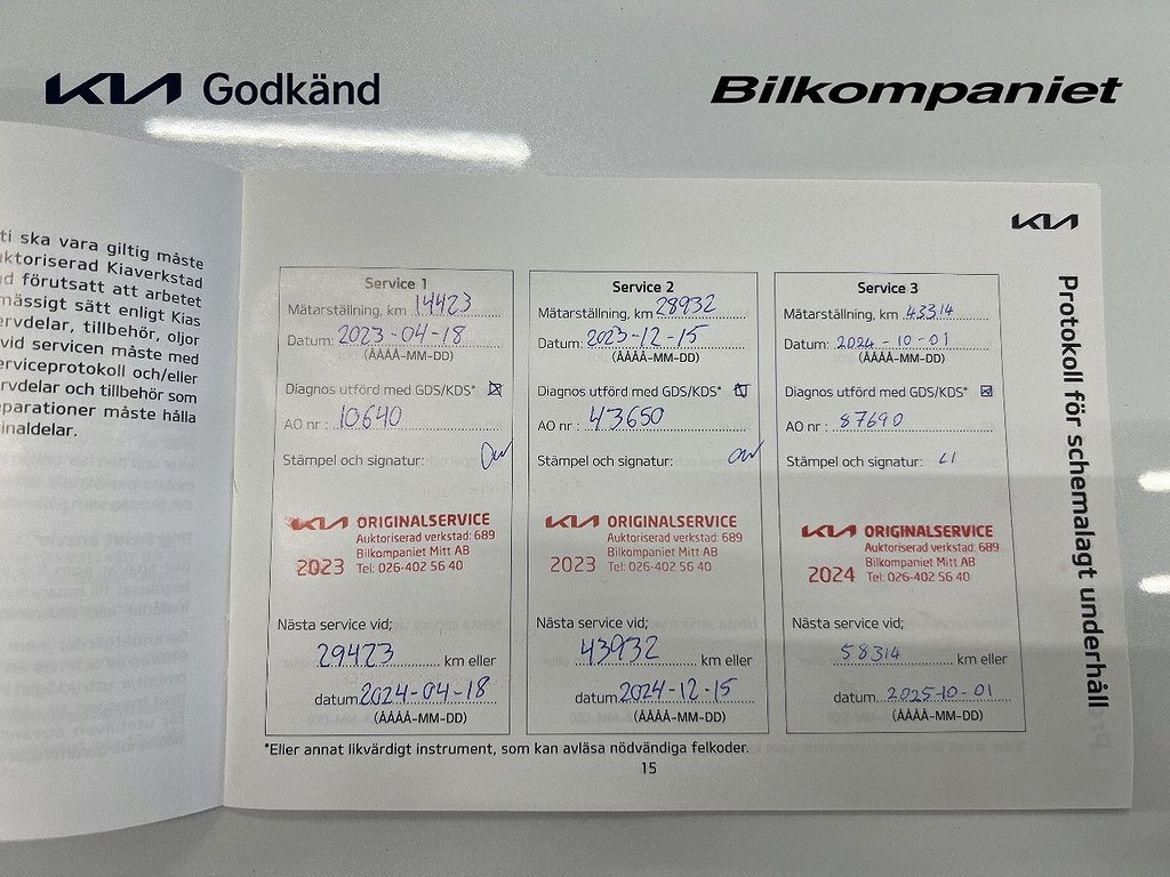 KIA Godkänd
Bilkompaniet
ti ska vara giltig måste
uktoriserad Kiaverkstad
d förutsatt att arbetet
mässigt sätt enligt Kias
ervdelar, tillbehör, oljor
vid servicen måste med
erviceprotokoll och/eller
rvdelar och tillbehör som
eparationer måste hålla
inaldelar.
KIA
Protokoll för schemalagt underhåll
Service 1
Mätarställning, km 14423
Datum: 2023-04-18
(ÅÅÅÅ-MM-DD)
Diagnos utförd med GDS/KDS*
AO nr : 10640
Stämpel och signatur:
KIA ORIGINALSERVICE
Auktoriserad verkstad: 689
Bilkompaniet Mitt AB
2023 Tel: 026-402 56 40
Nästa service vid;
29423 km eller
datum 2024-04-18
(ÅÅÅÅ-MM-DD)
Service 2
Mätarställning, km 28932
Datum: 2023-12-15
(ÅÅÅÅ-MM-DD)
Diagnos utförd med GDS/KDS*
AO nr : 43650
Stämpel och signatur:
KIA ORIGINALSERVICE
Auktoriserad verkstad: 689
Bilkompaniet Mitt AB
2023 Tel: 026-402 56 40
Nästa service vid;
43932 km eller
datum 2024-12-15
(ÅÅÅÅ-MM-DD)
Service 3
Mätarställning, km 43314
Datum: 2024-10-01
(ÅÅÅÅ-MM-DD)
Diagnos utförd med GDS/KDS*
AO nr : 87690
Stämpel och signatur:
KIA ORIGINALSERVICE
Auktoriserad verkstad: 689
Bilkompaniet Mitt AB
2024 Tel: 026-402 56 40
Nästa service vid;
58314 km eller
datum 2025-10-01
(ÅÅÅÅ-MM-DD)
*Eller annat likvärdigt instrument, som kan avläsa nödvändiga felkoder.
15